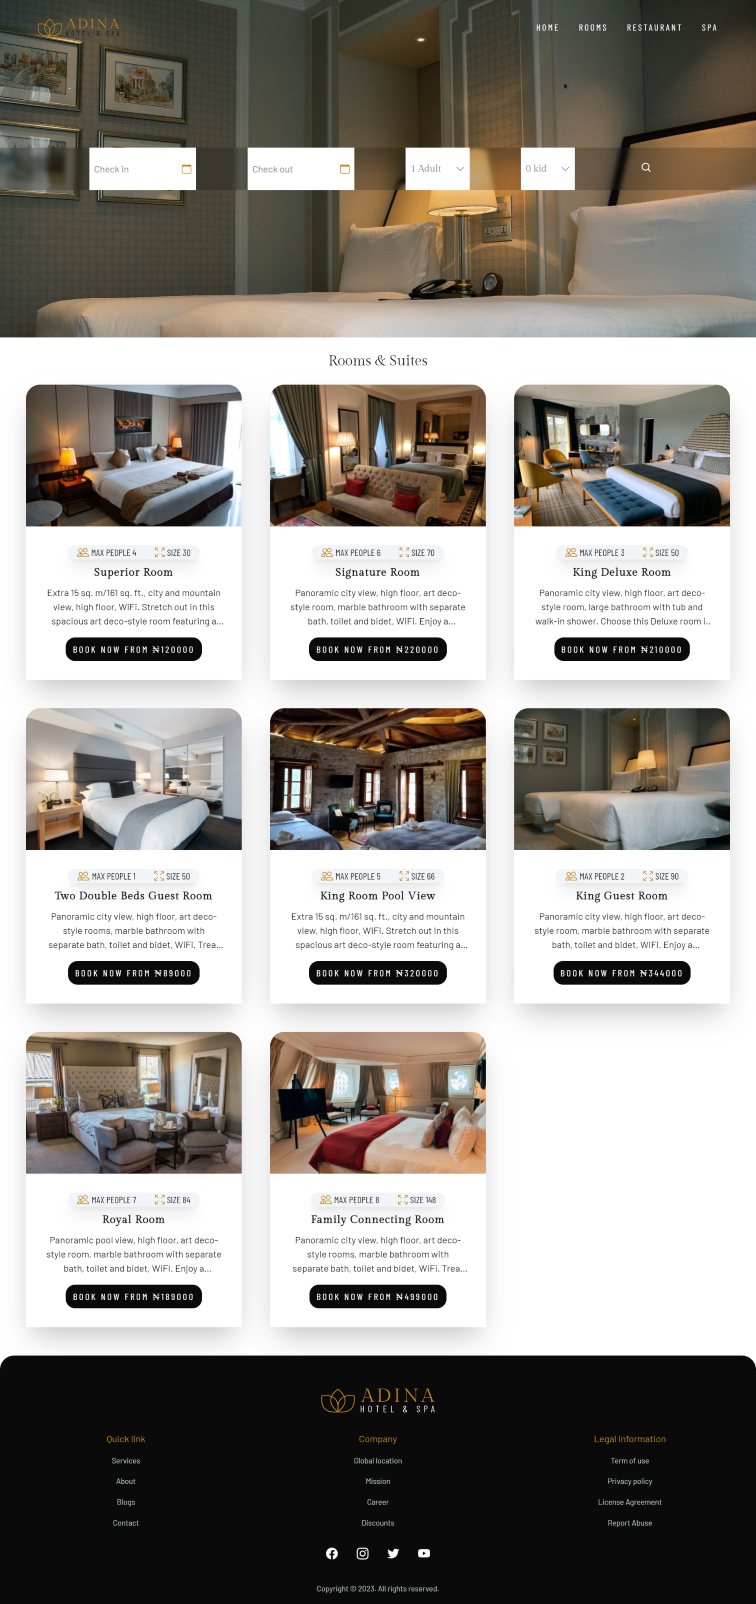 ADINA
HOTEL & SPA
HOME ROOMS RESTAURANT SPA
Check in
Check out
1 Adult
0 kid
Rooms & Suites
MAX PEOPLE 4 SIZE 30
Superior Room
Extra 15 sq. m/161 sq. ft., city and mountain
view, high floor, WiFi. Stretch out in this
spacious art deco-style room featuring a...
BOOK NOW FROM ₦120000
MAX PEOPLE 6 SIZE 70
Signature Room
Panoramic city view, high floor, art deco-
style room, marble bathroom with separate
bath, toilet and bidet, WiFi. Enjoy a...
BOOK NOW FROM ₦220000
MAX PEOPLE 3 SIZE 50
King Deluxe Room
Panoramic city view, high floor, art deco-
style room, large bathroom with tub and
walk-in shower. Choose this Deluxe room i..
BOOK NOW FROM ₦210000
MAX PEOPLE 1 SIZE 50
Two Double Beds Guest Room
Panoramic city view, high floor, art deco-
style rooms, marble bathroom with
separate bath, toilet and bidet, WiFi. Trea...
BOOK NOW FROM ₦89000
MAX PEOPLE 5 SIZE 66
King Room Pool View
Extra 15 sq. m/161 sq. ft., city and mountain
view, high floor, WiFi. Stretch out in this
spacious art deco-style room featuring a...
BOOK NOW FROM ₦320000
MAX PEOPLE 2 SIZE 90
King Guest Room
Panoramic city view, high floor, art deco-
style room, marble bathroom with separate
bath, toilet and bidet, WiFi. Enjoy a...
BOOK NOW FROM ₦344000
MAX PEOPLE 7 SIZE 84
Royal Room
Panoramic pool view, high floor, art deco-
style room, marble bathroom with separate
bath, toilet and bidet, WiFi. Enjoy a...
BOOK NOW FROM ₦189000
MAX PEOPLE 8 SIZE 148
Family Connecting Room
Panoramic city view, high floor, art deco-
style rooms, marble bathroom with
separate bath, toilet and bidet, WiFi. Trea...
BOOK NOW FROM ₦499000
ADINA
HOTEL & SPA
Quick link
Services
About
Blogs
Contact
Company
Global location
Mission
Career
Discounts
Legal information
Term of use
Privacy policy
License Agreement
Report Abuse
Copyright © 2023. All rights reserved.